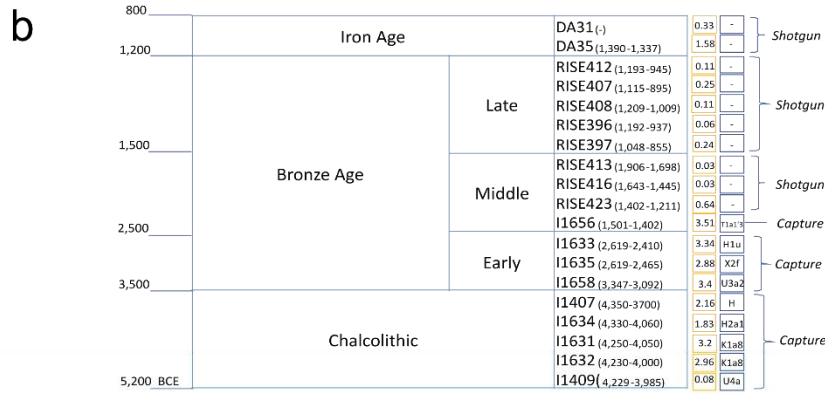 b
800
Iron Age
DA31 (-) 0.33 -
DA35 (1,390-1,337) 1.58 -
Shotgun
1,200
Bronze Age
Late
RISE412 (1,193-945) 0.11 -
RISE407 (1,115-895) 0.25 -
RISE408 (1,209-1,009) 0.11 -
RISE396 (1,192-937) 0.06 -
RISE397 (1,048-855) 0.24 -
Shotgun
1,500
Middle
RISE413 (1,906-1,698) 0.03 -
RISE416 (1,643-1,445) 0.03 -
RISE423 (1,402-1,211) 0.64 -
Shotgun
I1656 (1,501-1,402) 3.51 T1a1'3 Capture
2,500
Early
I1633 (2,619-2,410) 3.34 H1u
I1635 (2,619-2,465) 2.88 X2f
I1658 (3,347-3,092) 3.4 U3a2
Capture
3,500
Chalcolithic
I1407 (4,350-3700) 2.16 H
I1634 (4,330-4,060) 1.83 H2a1
I1631 (4,250-4,050) 3.2 K1a8
I1632 (4,230-4,000) 2.96 K1a8
I1409( 4,229-3,985) 0.08 U4a
Capture
5,200 BCE